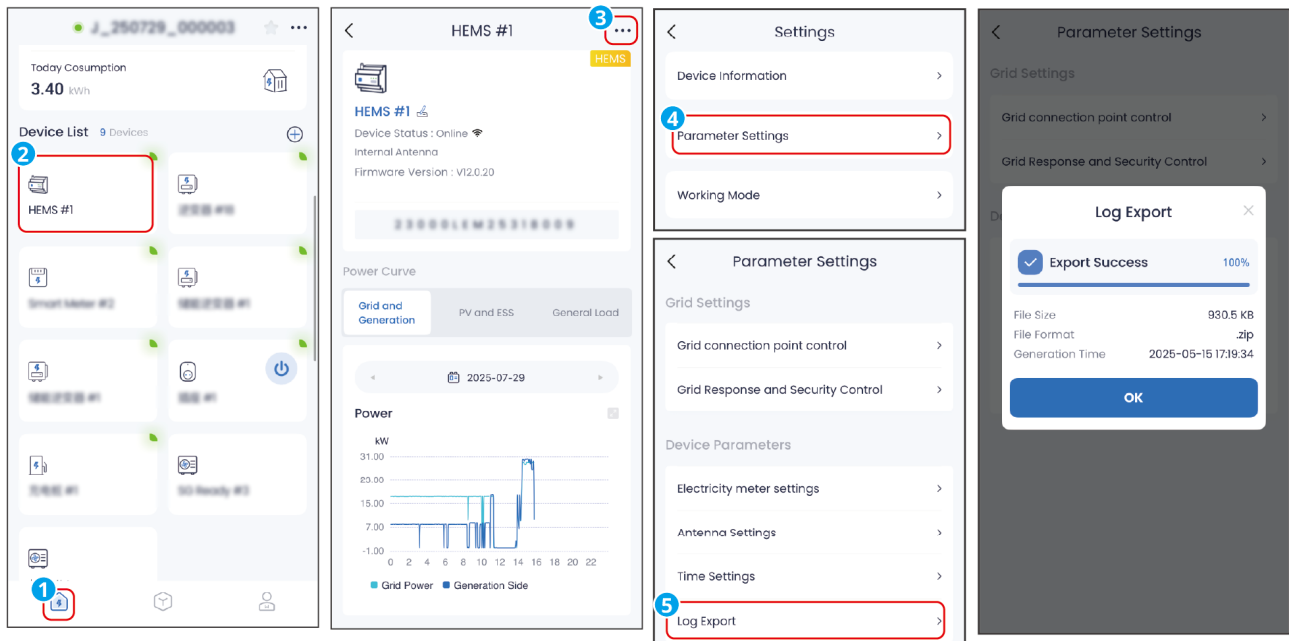 J_250729_000003
Today Cosumption
3.40 kWh
Device List 9 Devices
2
HEMS #1
Smart Meter #2
SG Ready #3
1
HEMS #1
3
HEMS
HEMS #1
Device Status : Online
Internal Antenna
Firmware Version : V12.0.20
Power Curve
Grid and
Generation
PV and ESS
General Load
2025-07-29
Power
kW
31.00
23.00
15.00
7.00
-1.00
0 2 4 6 8 10 12 14 16 18 20 22
Grid Power
Generation Side
Settings
Device Information
4
Parameter Settings
Working Mode
Parameter Settings
Grid Settings
Grid connection point control
Grid Response and Security Control
Device Parameters
Electricity meter settings
Antenna Settings
Time Settings
5
Log Export
Parameter Settings
Grid Settings
Grid connection point control
Grid Response and Security Control
Log Export
Export Success 100%
File Size 930.5 KB
File Format .zip
Generation Time 2025-05-15 17:19:34
OK